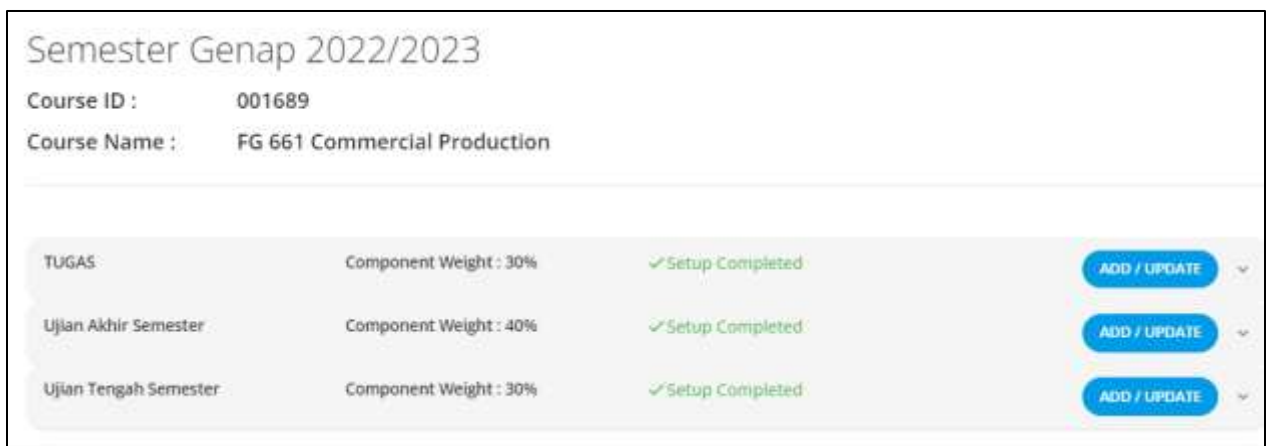 Semester Genap 2022/2023
Course ID : 001689
Course Name : FG 661 Commercial Production
TUGAS Component Weight : 30% Setup Completed ADD / UPDATE
Ujian Akhir Semester Component Weight : 40% Setup Completed ADD / UPDATE
Ujian Tengah Semester Component Weight : 30% Setup Completed ADD / UPDATE